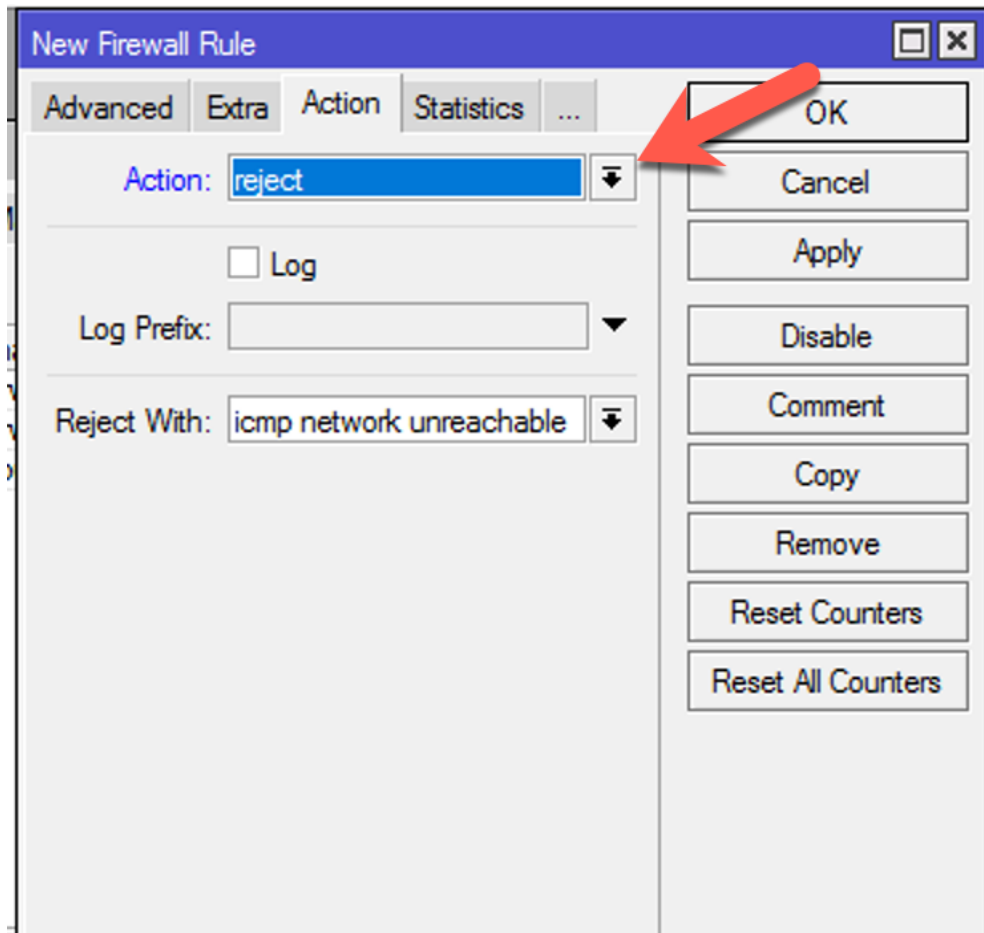 New Firewall Rule
Advanced Extra Action Statistics ...
Action: reject
Log
Log Prefix:
Reject With: icmp network unreachable
OK
Cancel
Apply
Disable
Comment
Copy
Remove
Reset Counters
Reset All Counters